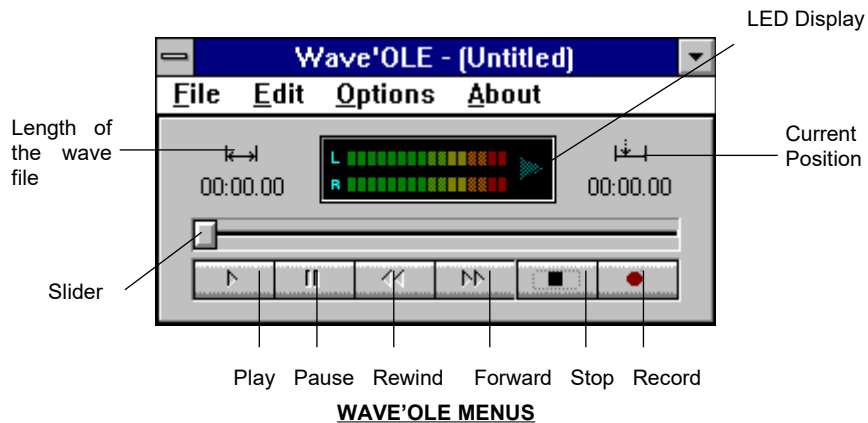 LED Display
Wave'OLE - (Untitled)
File Edit Options About
Length of
the wave
file
Current
Position
L
R
00:00.00
00:00.00
Slider
Play Pause Rewind Forward Stop Record
WAVE'OLE MENUS